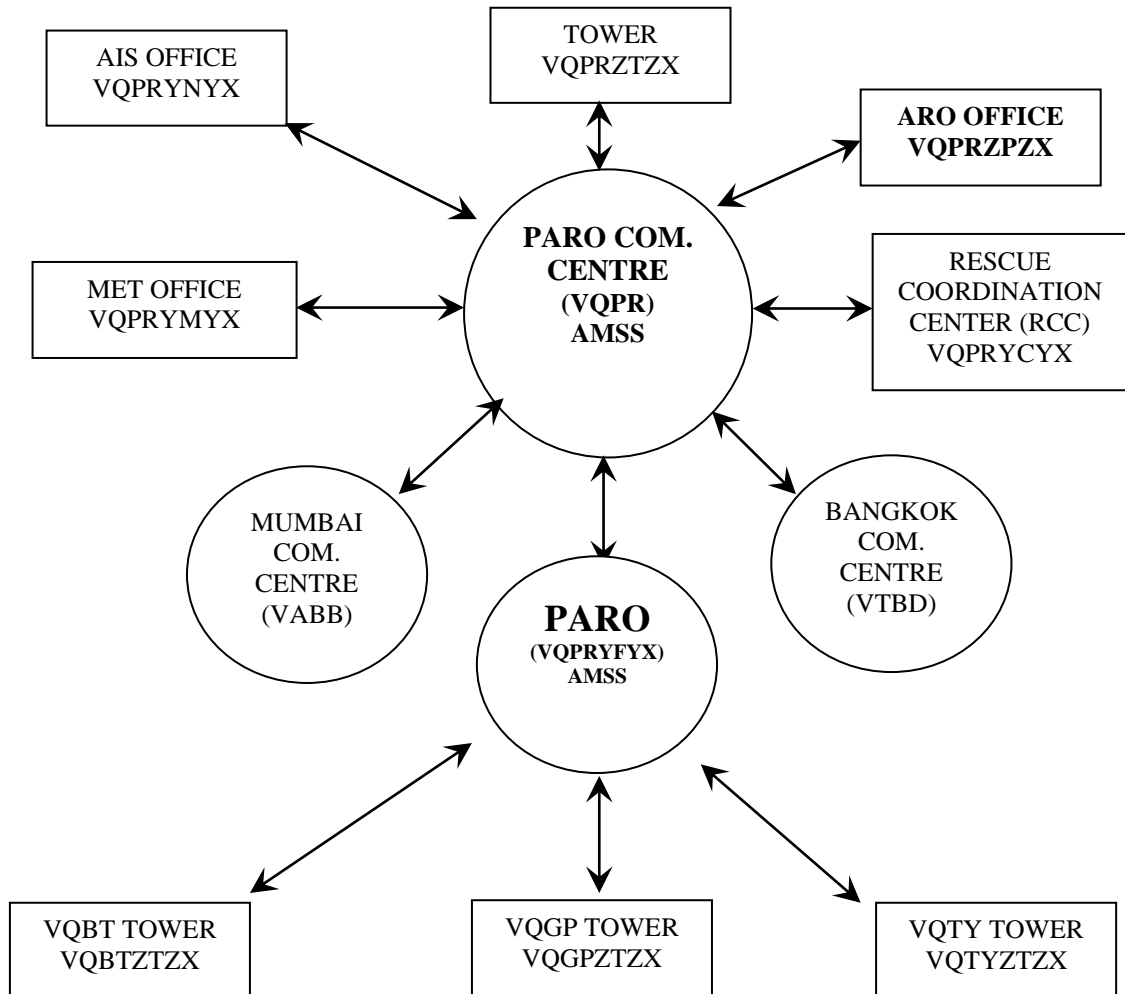 AIS OFFICE
VQPRYNYX
TOWER
VQPRZTZX
ARO OFFICE
VQPRZPZX
PARO COM.
CENTRE
(VQPR)
AMSS
MET OFFICE
VQPRYMYX
RESCUE
COORDINATION
CENTER (RCC)
VQPRYCYX
MUMBAI
COM.
CENTRE
(VABB)
BANGKOK
COM.
CENTRE
(VTBD)
PARO
(VQPRYFYX)
AMSS
VQBT TOWER
VQBTZTZX
VQGP TOWER
VQGPZTZX
VQTY TOWER
VQTYZTZX